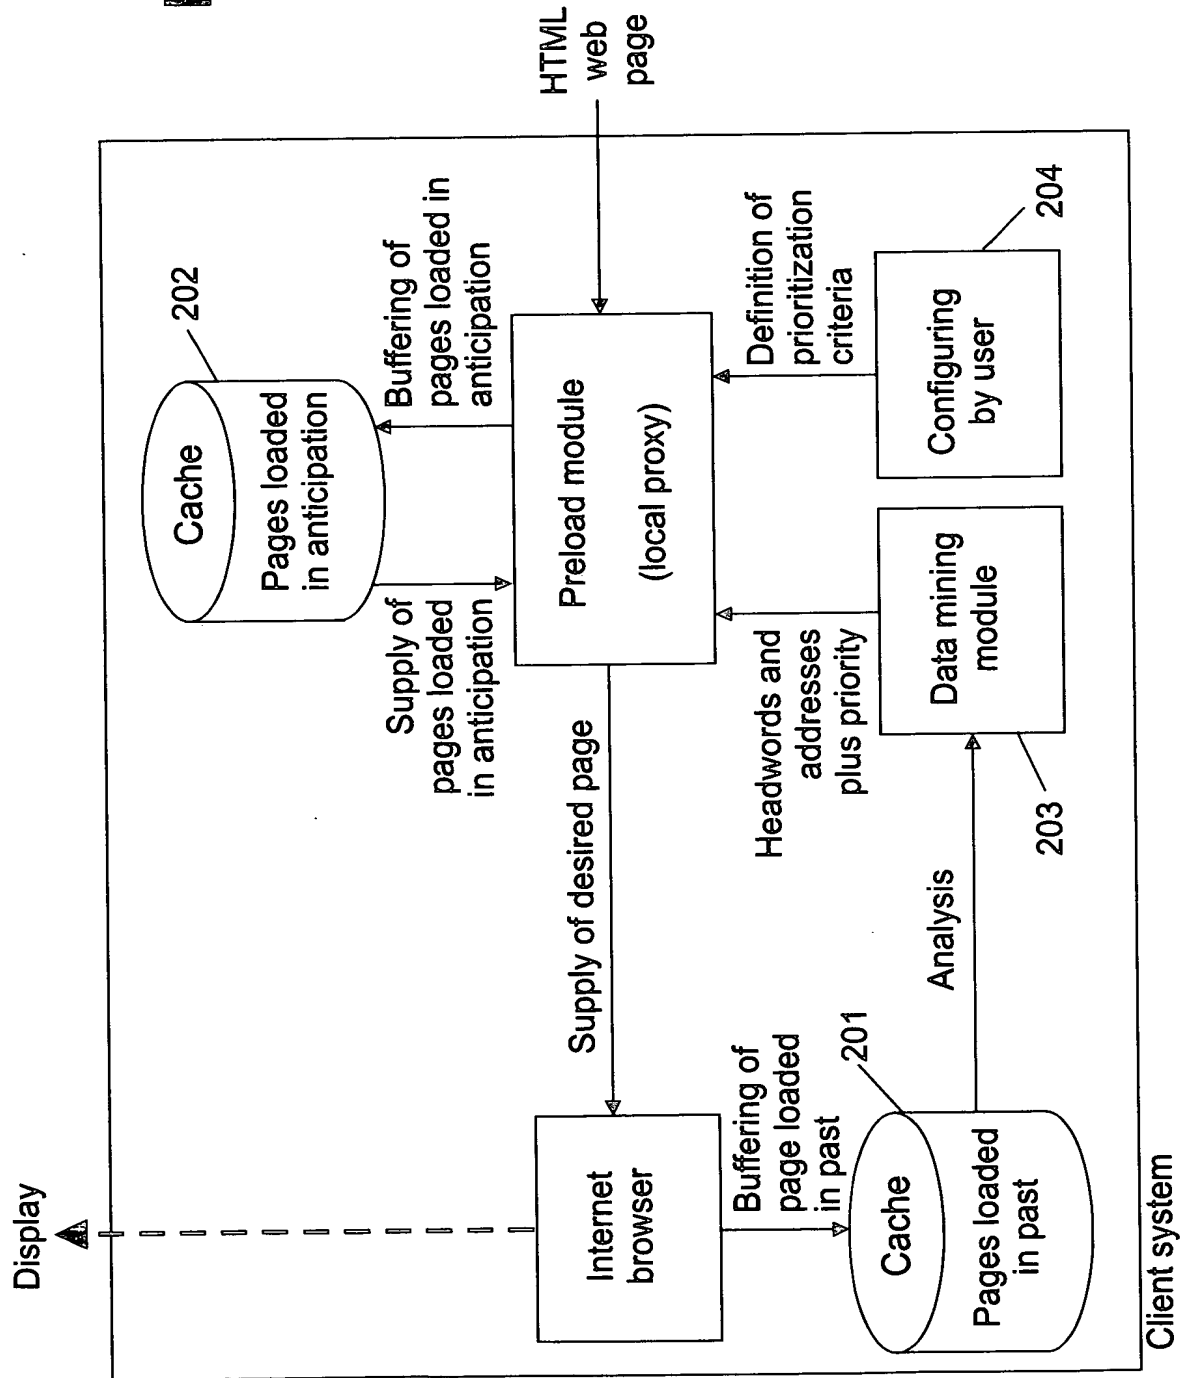 Display
HTML
web
page
202
Cache
Pages loaded
in anticipation
Buffering of
pages loaded in
anticipation
Supply of
pages loaded
in anticipation
Preload module
(local proxy)
Supply of desired page
Internet
browser
Definition of
prioritization
criteria
204
Configuring
by user
Headwords and
addresses
plus priority
Data mining
module
203
Buffering of
page loaded
in past
Analysis
201
Cache
Pages loaded
in past
Client system